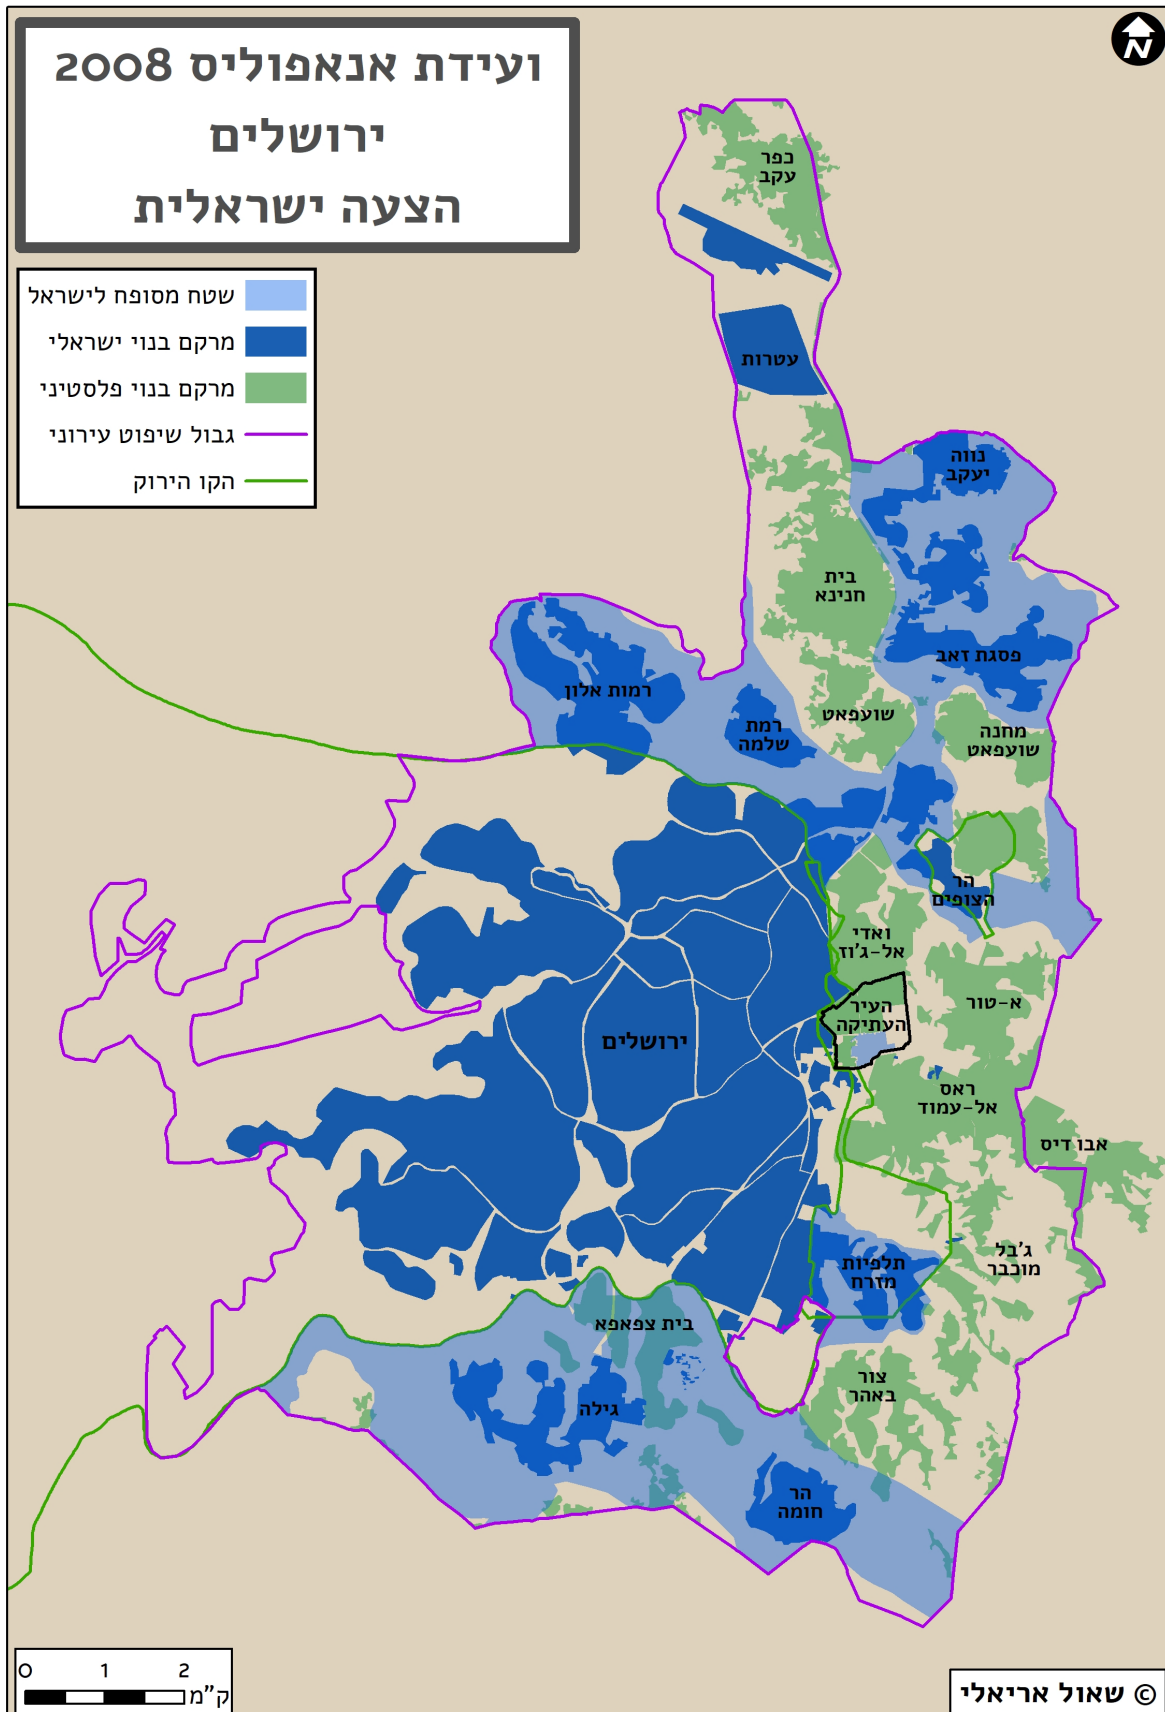 N
ועידת אנאפוליס 2008
ירושלים
הצעה ישראלית
שטח מסופח לישראל
מרקם בנוי ישראלי
מרקם בנוי פלסטיני
גבול שיפוט עירוני
הקו הירוק
כפר
עקב
עטרות
נווה
יעקב
בית
חנינא
פסגת זאב
רמות אלון
שועפאט
רמת
שלמה
מחנה
שועפאט
הר
הצופים
ואדי
אל-ג'וז
א-טור
העיר
העתיקה
ירושלים
ראס
אל-עמוד
אבו דיס
ג'בל
מוכבר
תלפיות
מזרח
בית צפאפא
צור
באהר
גילה
הר
חומה
0 1 2
ק"מ
© שאול אריאלי